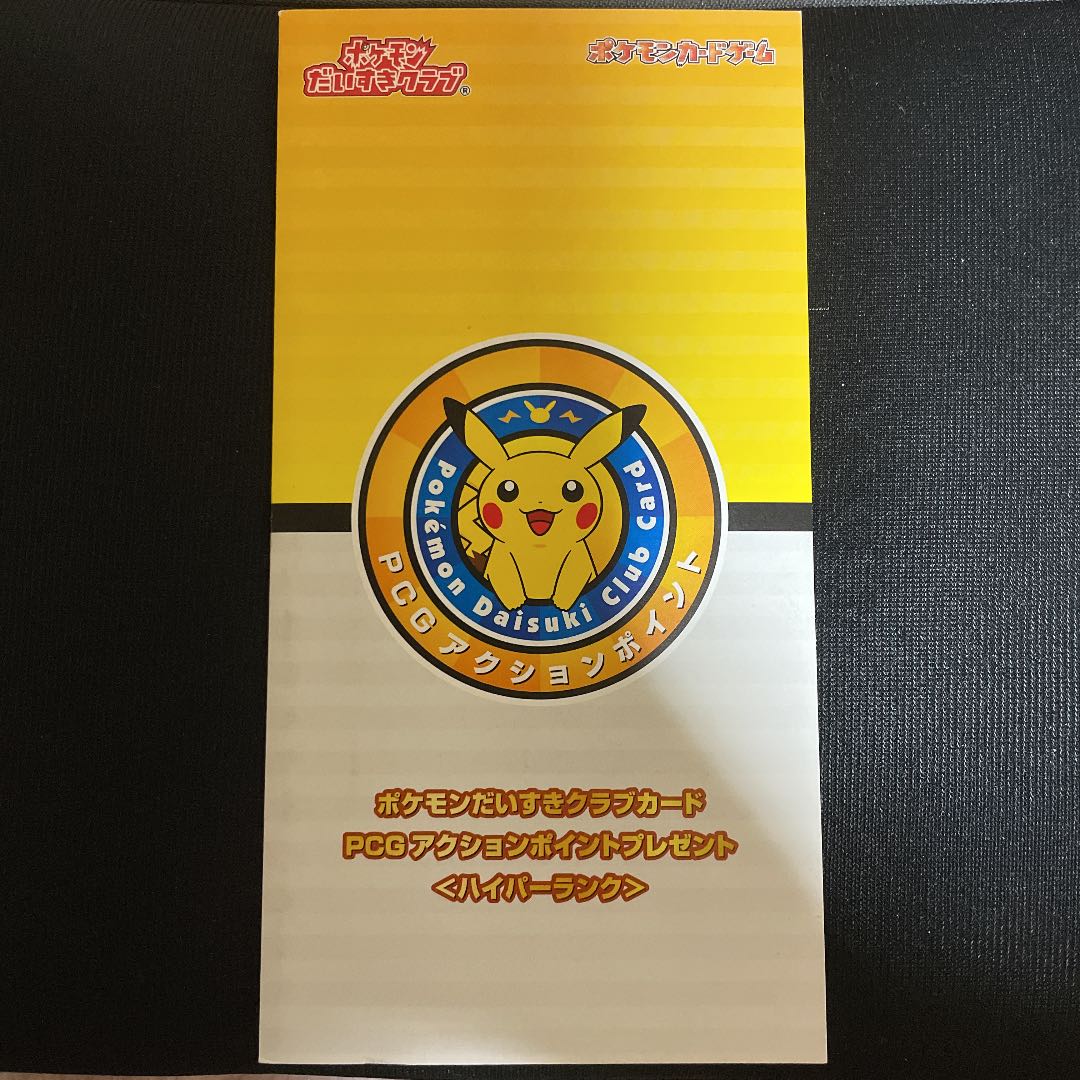 ポケモン
だいすきクラブ®
ポケモンカードゲーム
Pokémon Daisuki Club Card
PCGアクションポイント
ポケモンだいすきクラブカード
PCGアクションポイントプレゼント
<ハイパーランク>